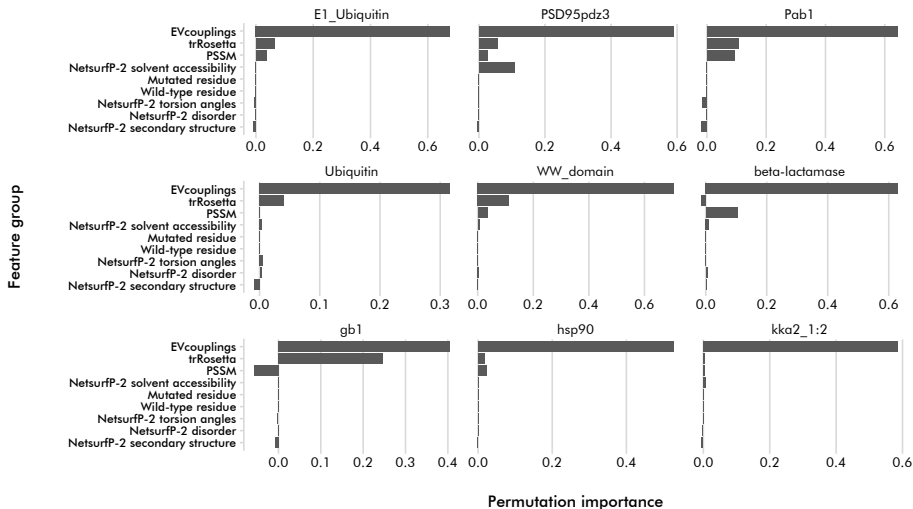 E1_Ubiquitin PSD95pdz3 Pab1
EVcouplings
trRosetta
PSSM
NetsurfP-2 solvent accessibility
Mutated residue
Wild-type residue
NetsurfP-2 torsion angles
NetsurfP-2 disorder
NetsurfP-2 secondary structure
0.0 0.2 0.4 0.6 0.0 0.2 0.4 0.6 0.0 0.2 0.4 0.6
Ubiquitin WW_domain beta-lactamase
EVcouplings
trRosetta
PSSM
NetsurfP-2 solvent accessibility
Mutated residue
Wild-type residue
NetsurfP-2 torsion angles
NetsurfP-2 disorder
NetsurfP-2 secondary structure
0.0 0.1 0.2 0.3 0.0 0.2 0.4 0.6 0.0 0.2 0.4 0.6
Feature group
gb1 hsp90 kka2_1:2
EVcouplings
trRosetta
PSSM
NetsurfP-2 solvent accessibility
Mutated residue
Wild-type residue
NetsurfP-2 torsion angles
NetsurfP-2 disorder
NetsurfP-2 secondary structure
0.0 0.1 0.2 0.3 0.4 0.0 0.2 0.4 0.0 0.2 0.4 0.6
Permutation importance